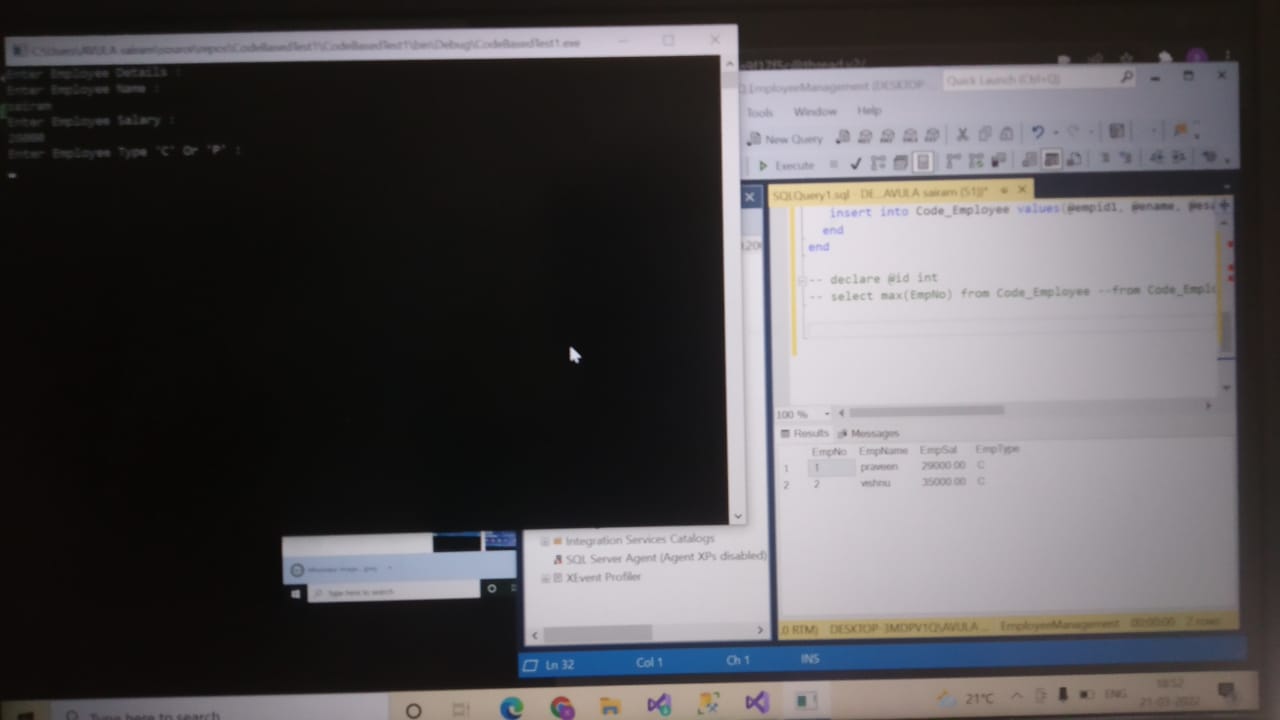 C:\Users\AVULA sairam\source\repos\CodeBasedTest1\CodeBasedTest1\bin\Debug\CodeBasedTest1.exe
Enter Employee Details :
Enter Employee Name :
sairam
Enter Employee Salary :
Enter Employee Type "C" Or "P" :
EmployeeManagement (DESKTOP
Quick Launch (Ctrl+Q)
Tools Window Help
New Query
Execute
SQLQuery1.sql - DE...AVULA sairam (51))*
insert into Code_Employee values(@empid1, @ename,
end
end
-- declare @id int
-- select max(EmpNo) from Code_Employee --from
100 %
Results Messages
EmpNo EmpName EmpSal EmpType
1 1 praveen 29000.00 C
2 2 vishnu 35000.00 C
Integration Services Catalogs
SQL Server Agent (Agent XPs disabled)
XEvent Profiler
.0 RTM) DESKTOP-3MDPV1Q\AVULA ... EmployeeManagement 00:00:00 2 rows
Type here to search
Ln 32 Col 1 Ch 1 INS
Type here to search
21°C ENG
18:52
21-03-2022